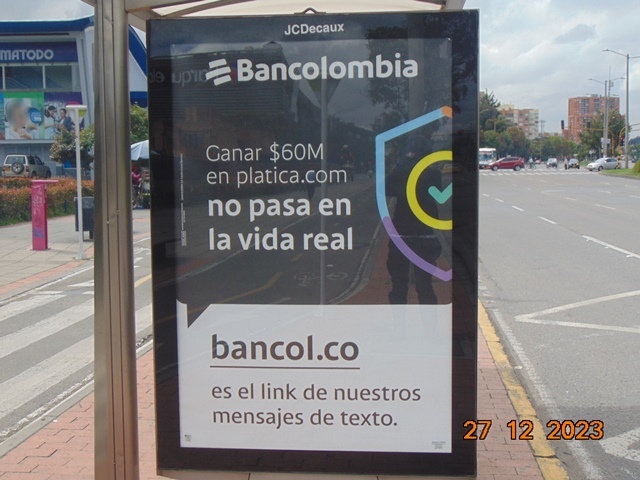 JCDecaux
MATODO
Bancolombia
Ganar $60M
en platica.com
no pasa en
la vida real
bancol.co
es el link de nuestros
mensajes de texto.
27 12 2023